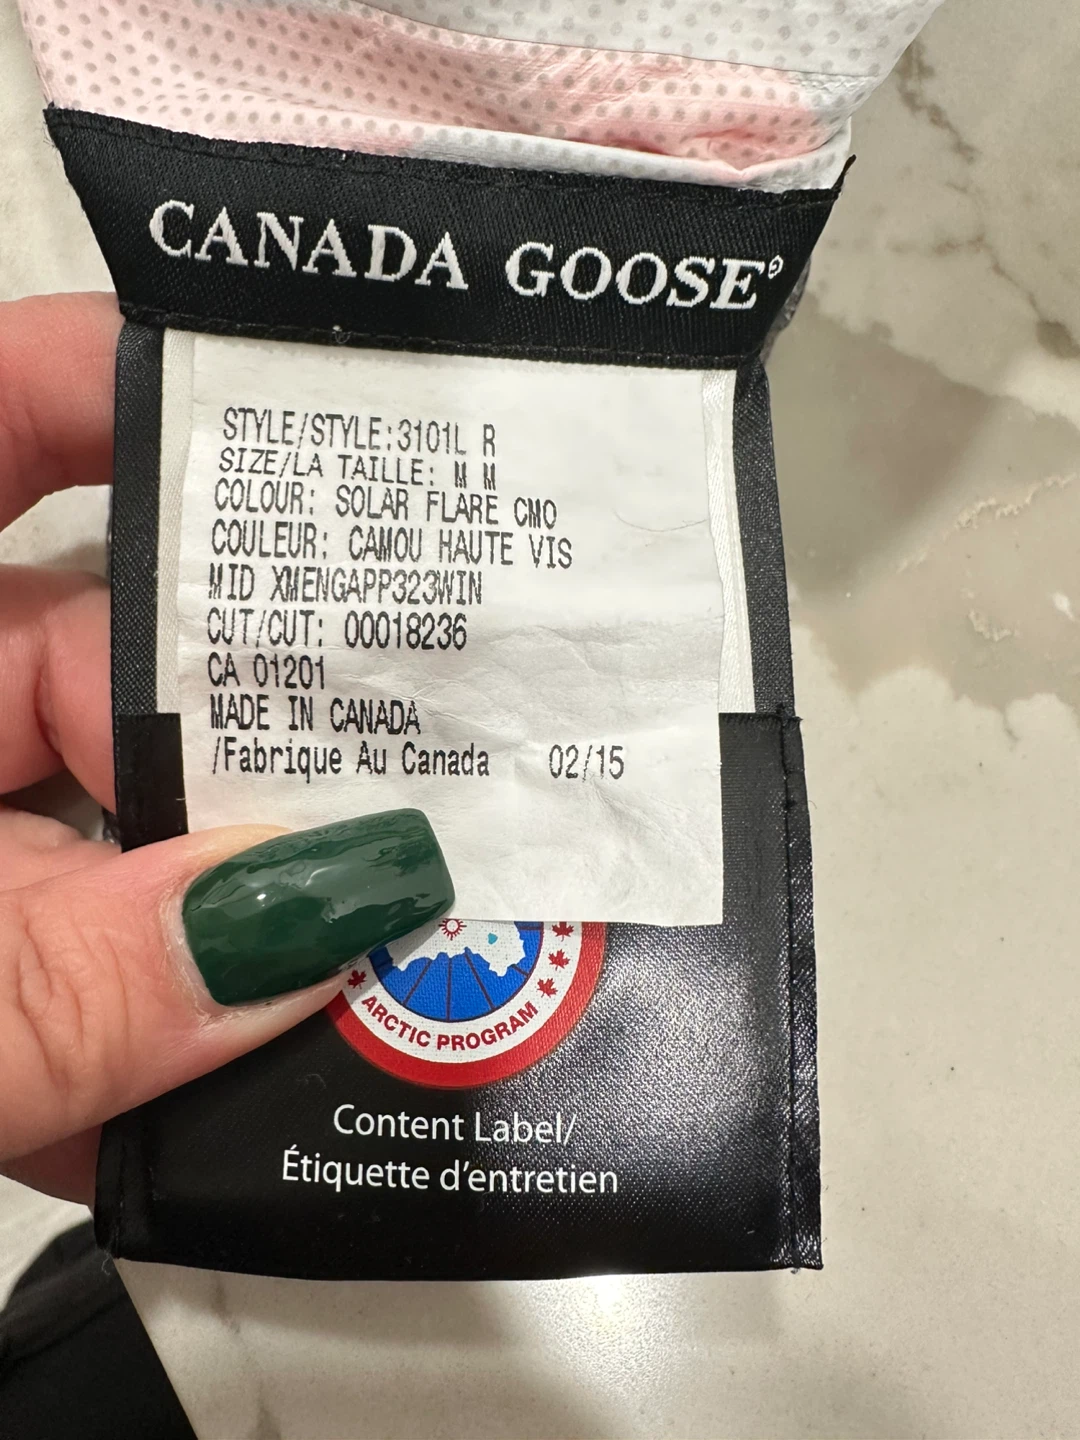 CANADA GOOSE®
STYLE/STYLE:3101L R
SIZE/LA TAILLE: M M
COLOUR: SOLAR FLARE CMO
COULEUR: CAMOU HAUTE VIS
MID XMENGAPP323WIN
CUT/CUT: 00018236
CA 01201
MADE IN CANADA
/Fabrique Au Canada 02/15
ARCTIC PROGRAM
Content Label/
Étiquette d'entretien